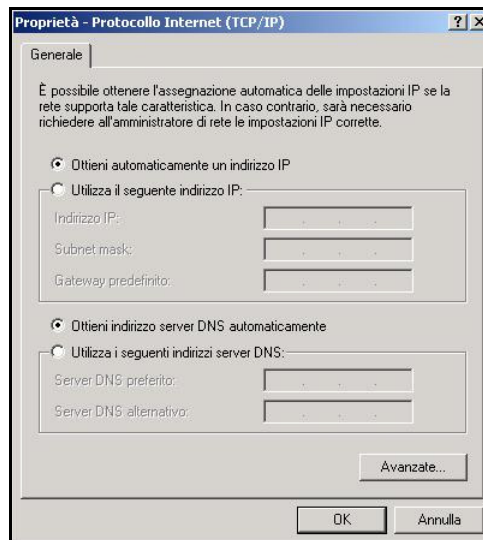 Proprietà - Protocollo Internet (TCP/IP)
Generale
È possibile ottenere l'assegnazione automatica delle impostazioni IP se la
rete supporta tale caratteristica. In caso contrario, sarà necessario
richiedere all'amministratore di rete le impostazioni IP corrette.
Ottieni automaticamente un indirizzo IP
Utilizza il seguente indirizzo IP:
Indirizzo IP:
Subnet mask:
Gateway predefinito:
Ottieni indirizzo server DNS automaticamente
Utilizza i seguenti indirizzi server DNS:
Server DNS preferito:
Server DNS alternativo:
Avanzate...
OK Annulla